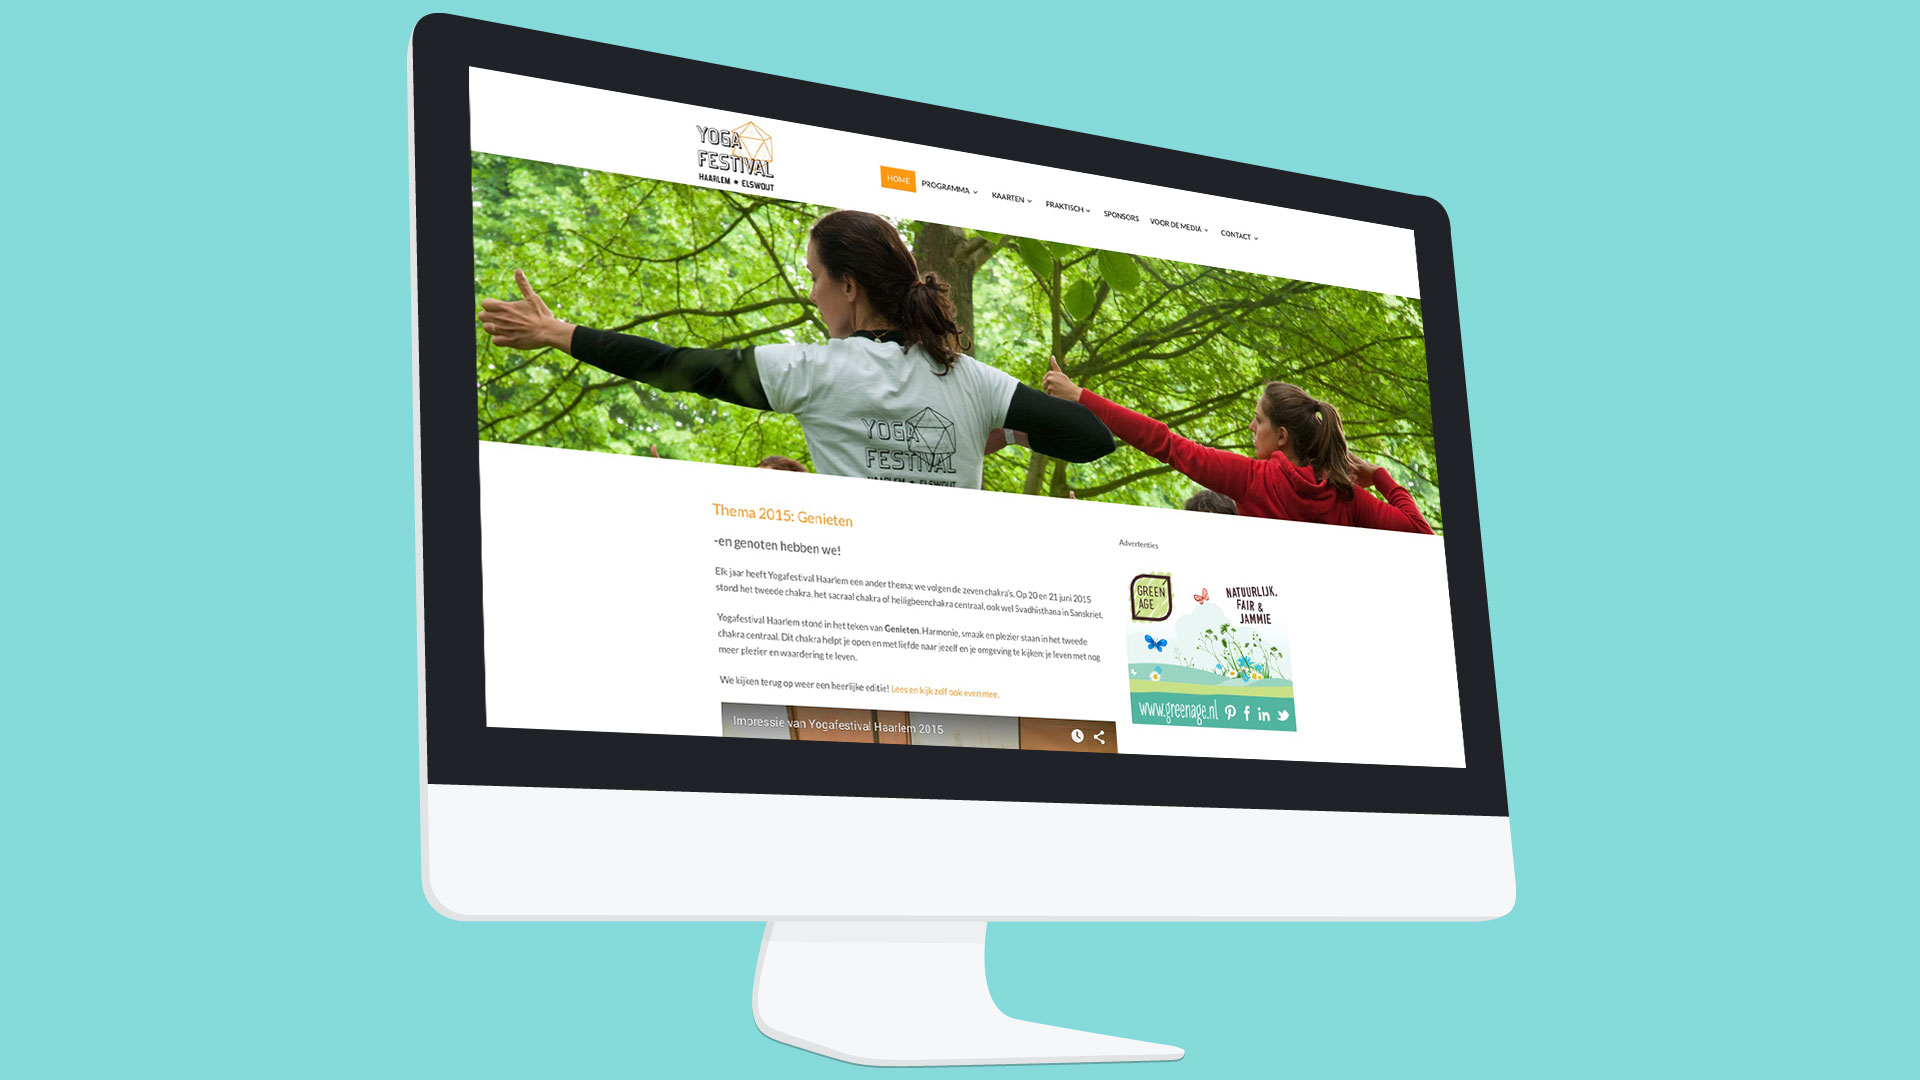 YOGA
FESTIVAL
HAARLEM ★ ELSWOUT
HOME PROGRAMMA KAARTEN PRAKTISCH SPONSORS VOOR DE MEDIA CONTACT
YOGA
FESTIVAL
HAARLEM ★ ELSWOUT
Thema 2015: Genieten
-en genoten hebben we!
Elk jaar heeft Yogafestival Haarlem een ander thema: we volgen de zeven chakra's. Op 20 en 21 juni 2015
stond het tweede chakra, het sacraal chakra of heiligbeenchakra centraal, ook wel Svadhisthana in Sanskriet.
Yogafestival Haarlem stond in het teken van Genieten. Harmonie, smaak en plezier staan in het tweede
chakra centraal. Dit chakra helpt je open en met liefde naar jezelf en je omgeving te kijken: je leven met nog
meer plezier en waardering te leven.
We kijken terug op weer een heerlijke editie! Lees en kijk zelf ook even mee.
Impressie van Yogafestival Haarlem 2015
Advertenties
GREEN
AGE
NATUURLIJK,
FAIR &
JAMMIE
www.greenage.nl